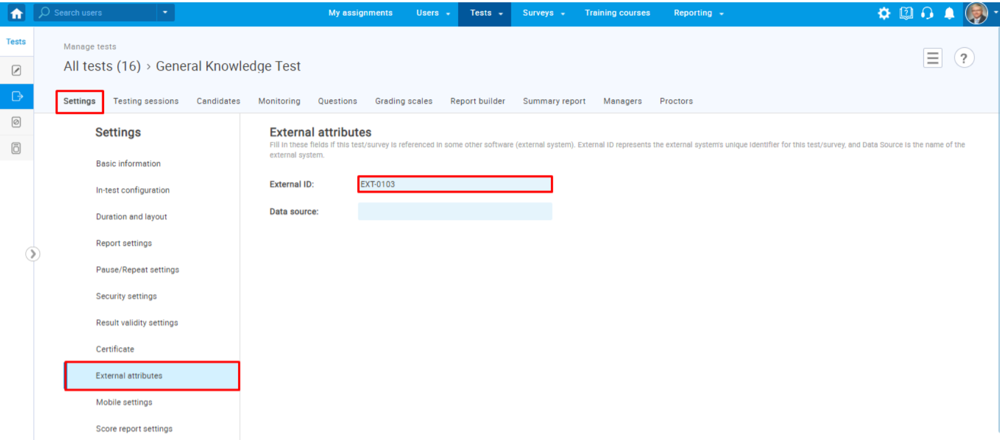 Search users
My assignments Users Tests Surveys Training courses Reporting
Tests
Manage tests
All tests (16) › General Knowledge Test
?
Settings Testing sessions Candidates Monitoring Questions Grading scales Report builder Summary report Managers Proctors
Settings
Basic information
In-test configuration
Duration and layout
Report settings
Pause/Repeat settings
Security settings
Result validity settings
Certificate
External attributes
Mobile settings
Score report settings
External attributes
Fill in these fields if this test/survey is referenced in some other software (external system). External ID represents the external system's unique identifier for this test/survey, and Data Source is the name of the
external system.
External ID: EXT-0103
Data source: